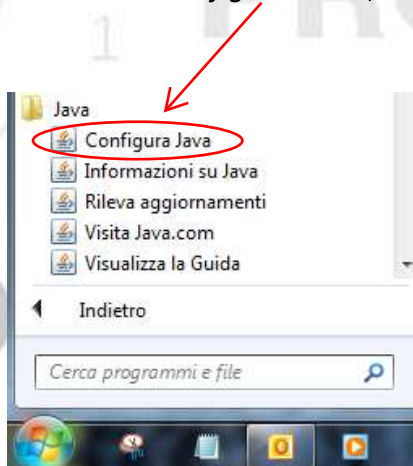 Java
Configura Java
Informazioni su Java
Rileva aggiornamenti
Visita Java.com
Visualizza la Guida
Indietro
Cerca programmi e file